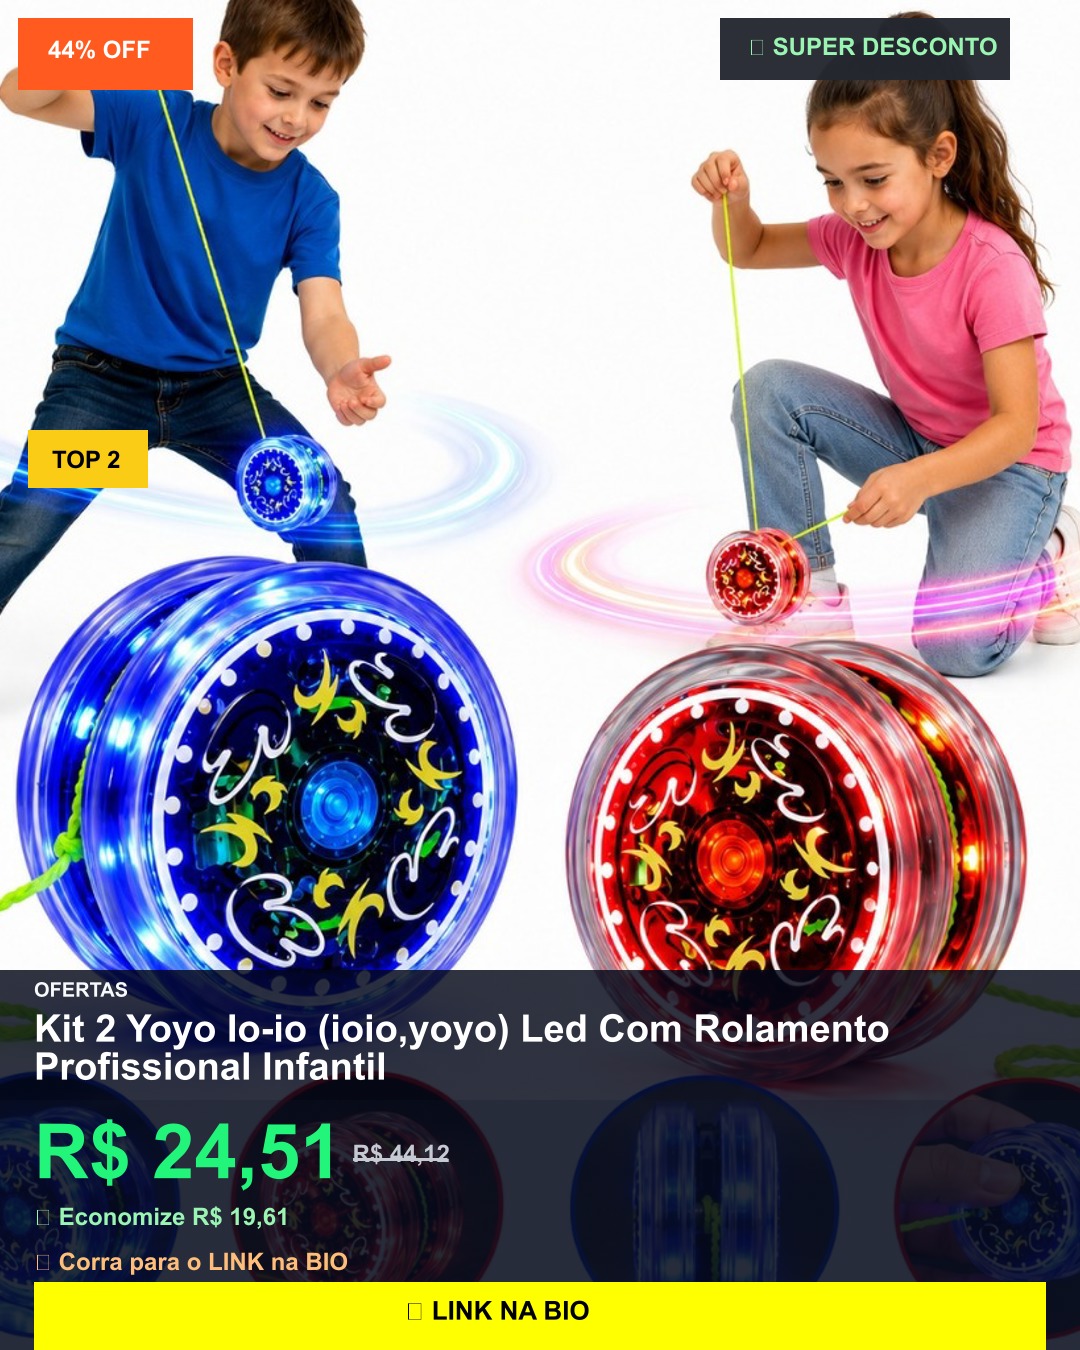 44% OFF
SUPER DESCONTO
TOP 2
OFERTAS
Kit 2 Yoyo Io-io (ioio,yoyo) Led Com Rolamento
Profissional Infantil
R$ 24,51 R$ 44,12
Economize R$ 19,61
Corra para o LINK na BIO
LINK NA BIO